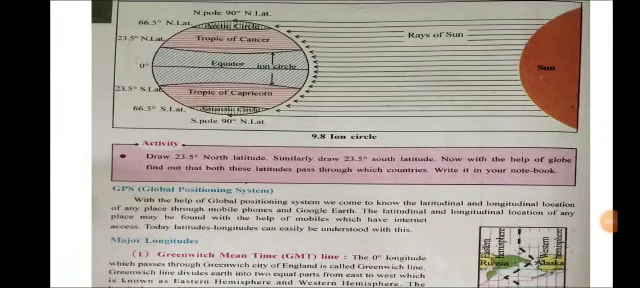 N.pole 90° N.Lat.
66.5° N.Lat.
Arctic Circle
23.5° N.Lat.
Tropic of Cancer
Rays of Sun
Equator
0°
ion circle
Sun
23.5° S.Lat
Tropic of Capricorn
66.5° S.Lat.
Antarctic Circle
S.pole 90° N.Lat.
9.8 Ion circle
Activity
• Draw 23.5° North latitude. Similarly draw 23.5° south latitude. Now with the help of globe
find out that both these latitudes pass through which countries. Write it in your note-book.
GPS (Global Positioning System)
With the help of Global positioning system we come to know the latitudinal and longitudinal location
of any place through mobile phones and Google Earth. The latitudinal and longitudinal location of any
place may be found with the help of mobiles which have internet
access. Today latitudes-longitudes can easily be understood with this.
Major Longitudes
(1) Greenwitch Mean Time (GMT) line : The 0° longitude
which passes through Greenwich city of England is called Greenwich line.
Greenwich line divides earth into two equal parts from east to west which
is known as Eastern Hemisphere and Western Hemisphere. The
Eastern
Hemisphere
Western
Hemisphere
Russia
Alaska